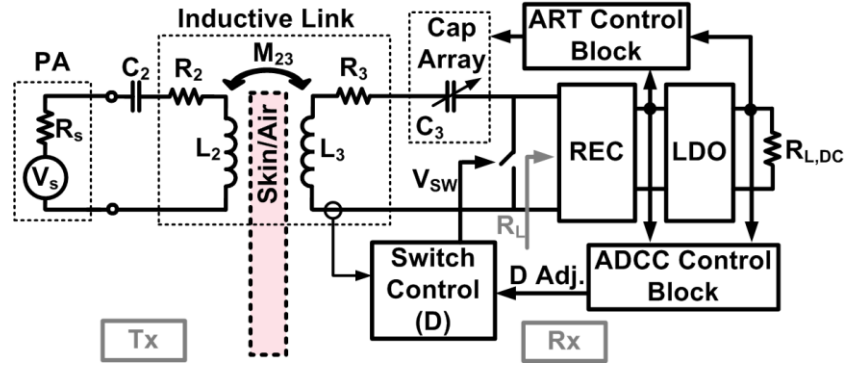 Inductive Link
Cap
Array
ART Control
Block
PA
C2
R2
M23
R3
Rs
Vs
L2
Skin/Air
L3
C3
VSW
RL
REC
LDO
RL,DC
Switch
Control
(D)
D Adj.
ADCC Control
Block
Tx
Rx